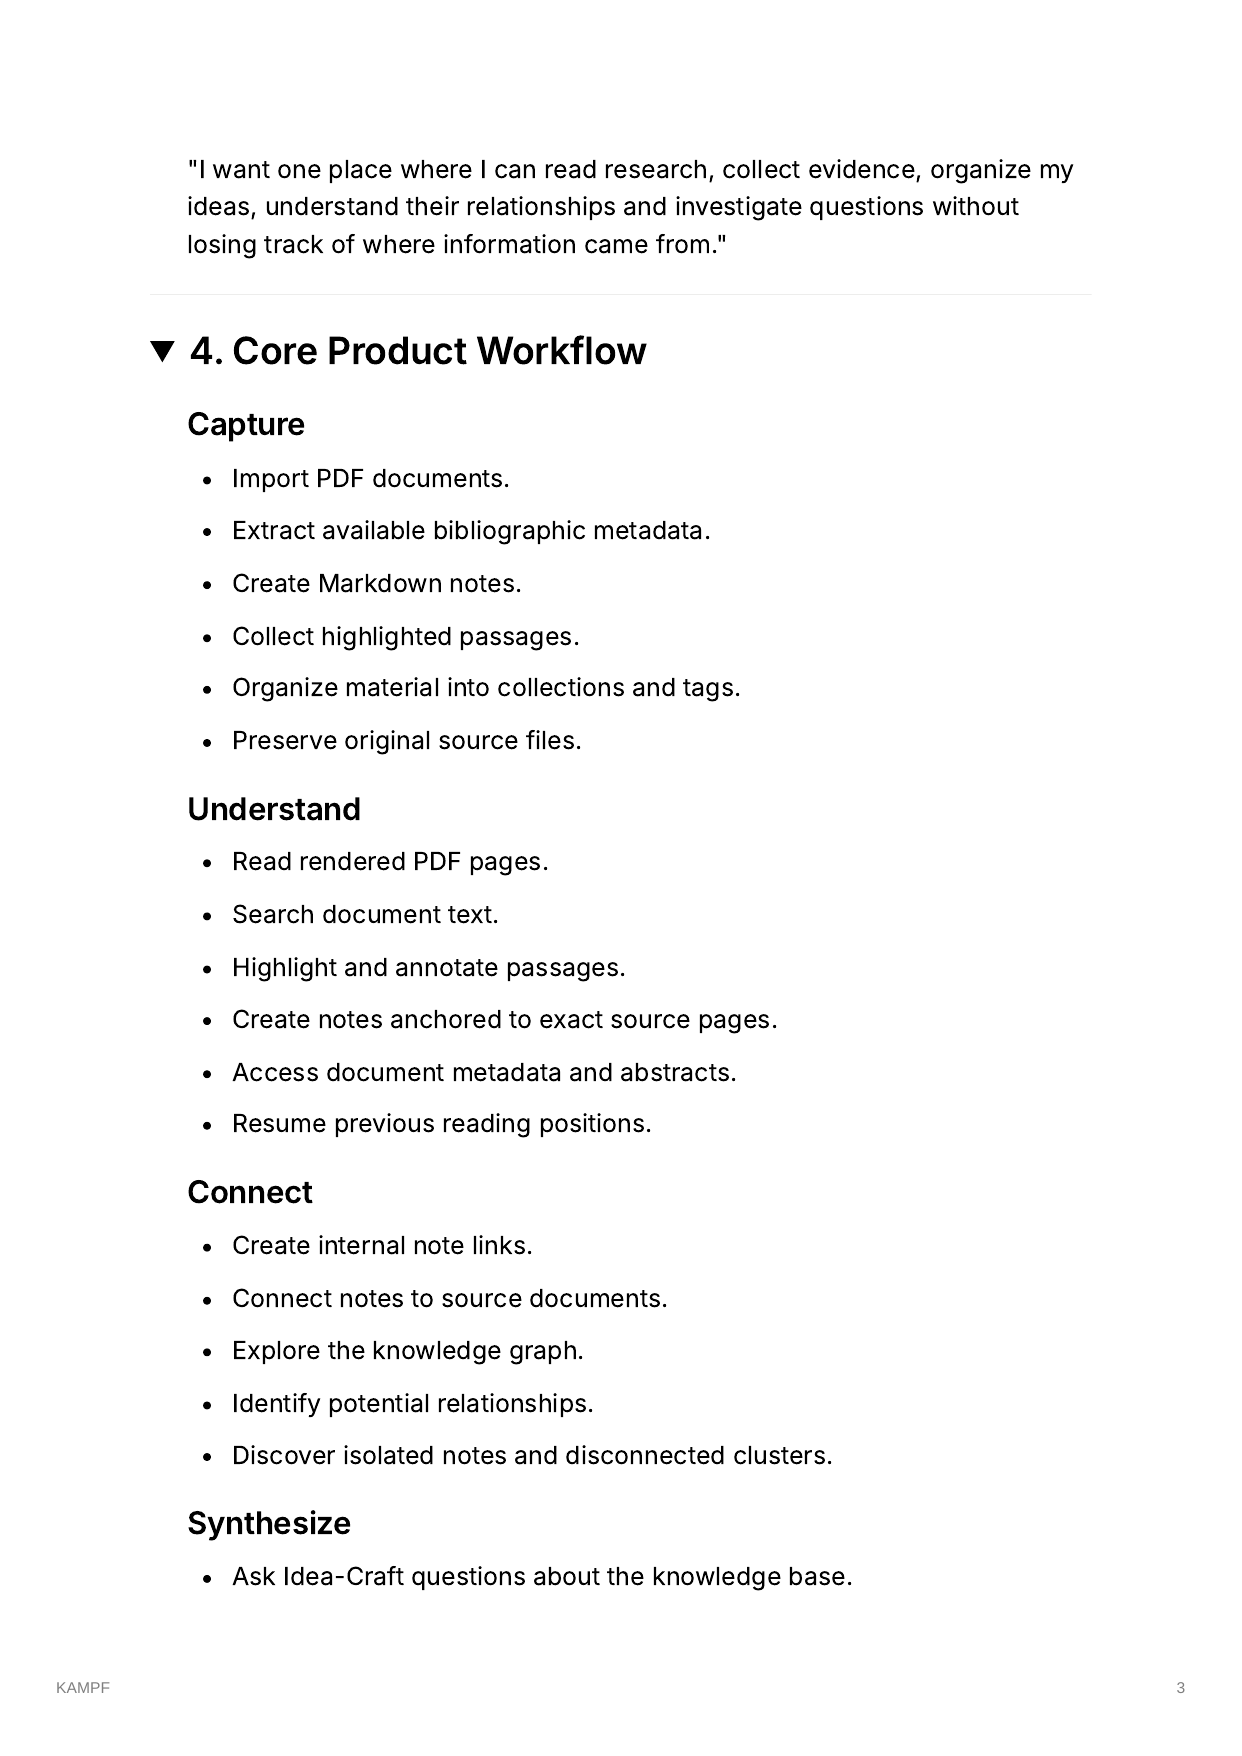 "I want one place where I can read research, collect evidence, organize my
ideas, understand their relationships and investigate questions without
losing track of where information came from."
4. Core Product Workflow
Capture
• Import PDF documents.
• Extract available bibliographic metadata.
• Create Markdown notes.
• Collect highlighted passages.
• Organize material into collections and tags.
• Preserve original source files.
Understand
• Read rendered PDF pages.
• Search document text.
• Highlight and annotate passages.
• Create notes anchored to exact source pages.
• Access document metadata and abstracts.
• Resume previous reading positions.
Connect
• Create internal note links.
• Connect notes to source documents.
• Explore the knowledge graph.
• Identify potential relationships.
• Discover isolated notes and disconnected clusters.
Synthesize
• Ask Idea-Craft questions about the knowledge base.
KAMPF
3